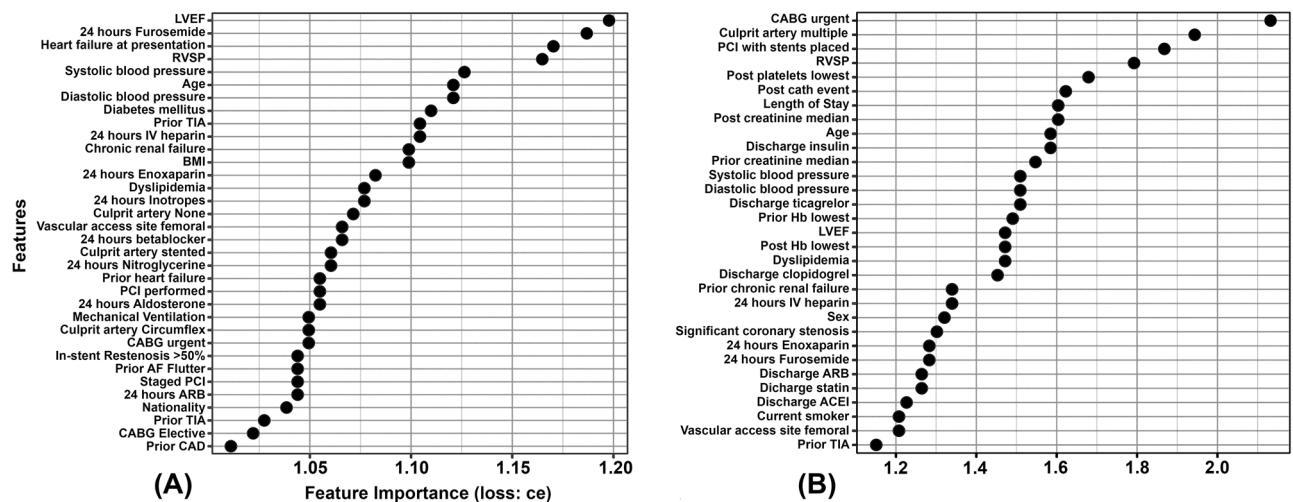 LVEF
24 hours Furosemide
Heart failure at presentation
RVSP
Systolic blood pressure
Age
Diastolic blood pressure
Diabetes mellitus
Prior TIA
24 hours IV heparin
Chronic renal failure
BMI
24 hours Enoxaparin
Dyslipidemia
24 hours Inotropes
Culprit artery None
Vascular access site femoral
24 hours betablocker
Culprit artery stented
24 hours Nitroglycerine
Prior heart failure
PCI performed
24 hours Aldosterone
Mechanical Ventilation
Culprit artery Circumflex
CABG urgent
In-stent Restenosis >50%
Prior AF Flutter
Staged PCI
24 hours ARB
Nationality
Prior TIA
CABG Elective
Prior CAD
Features
1.05 1.10 1.15 1.20
(A)
Feature Importance (loss: ce)
CABG urgent
Culprit artery multiple
PCI with stents placed
RVSP
Post platelets lowest
Post cath event
Length of Stay
Post creatinine median
Age
Discharge insulin
Prior creatinine median
Systolic blood pressure
Diastolic blood pressure
Discharge ticagrelor
Prior Hb lowest
LVEF
Post Hb lowest
Dyslipidemia
Discharge clopidogrel
Prior chronic renal failure
24 hours IV heparin
Sex
Significant coronary stenosis
24 hours Enoxaparin
24 hours Furosemide
Discharge ARB
Dicharge statin
Discharge ACEI
Current smoker
Vascular access site femoral
Prior TIA
1.2 1.4 1.6 1.8 2.0
(B)